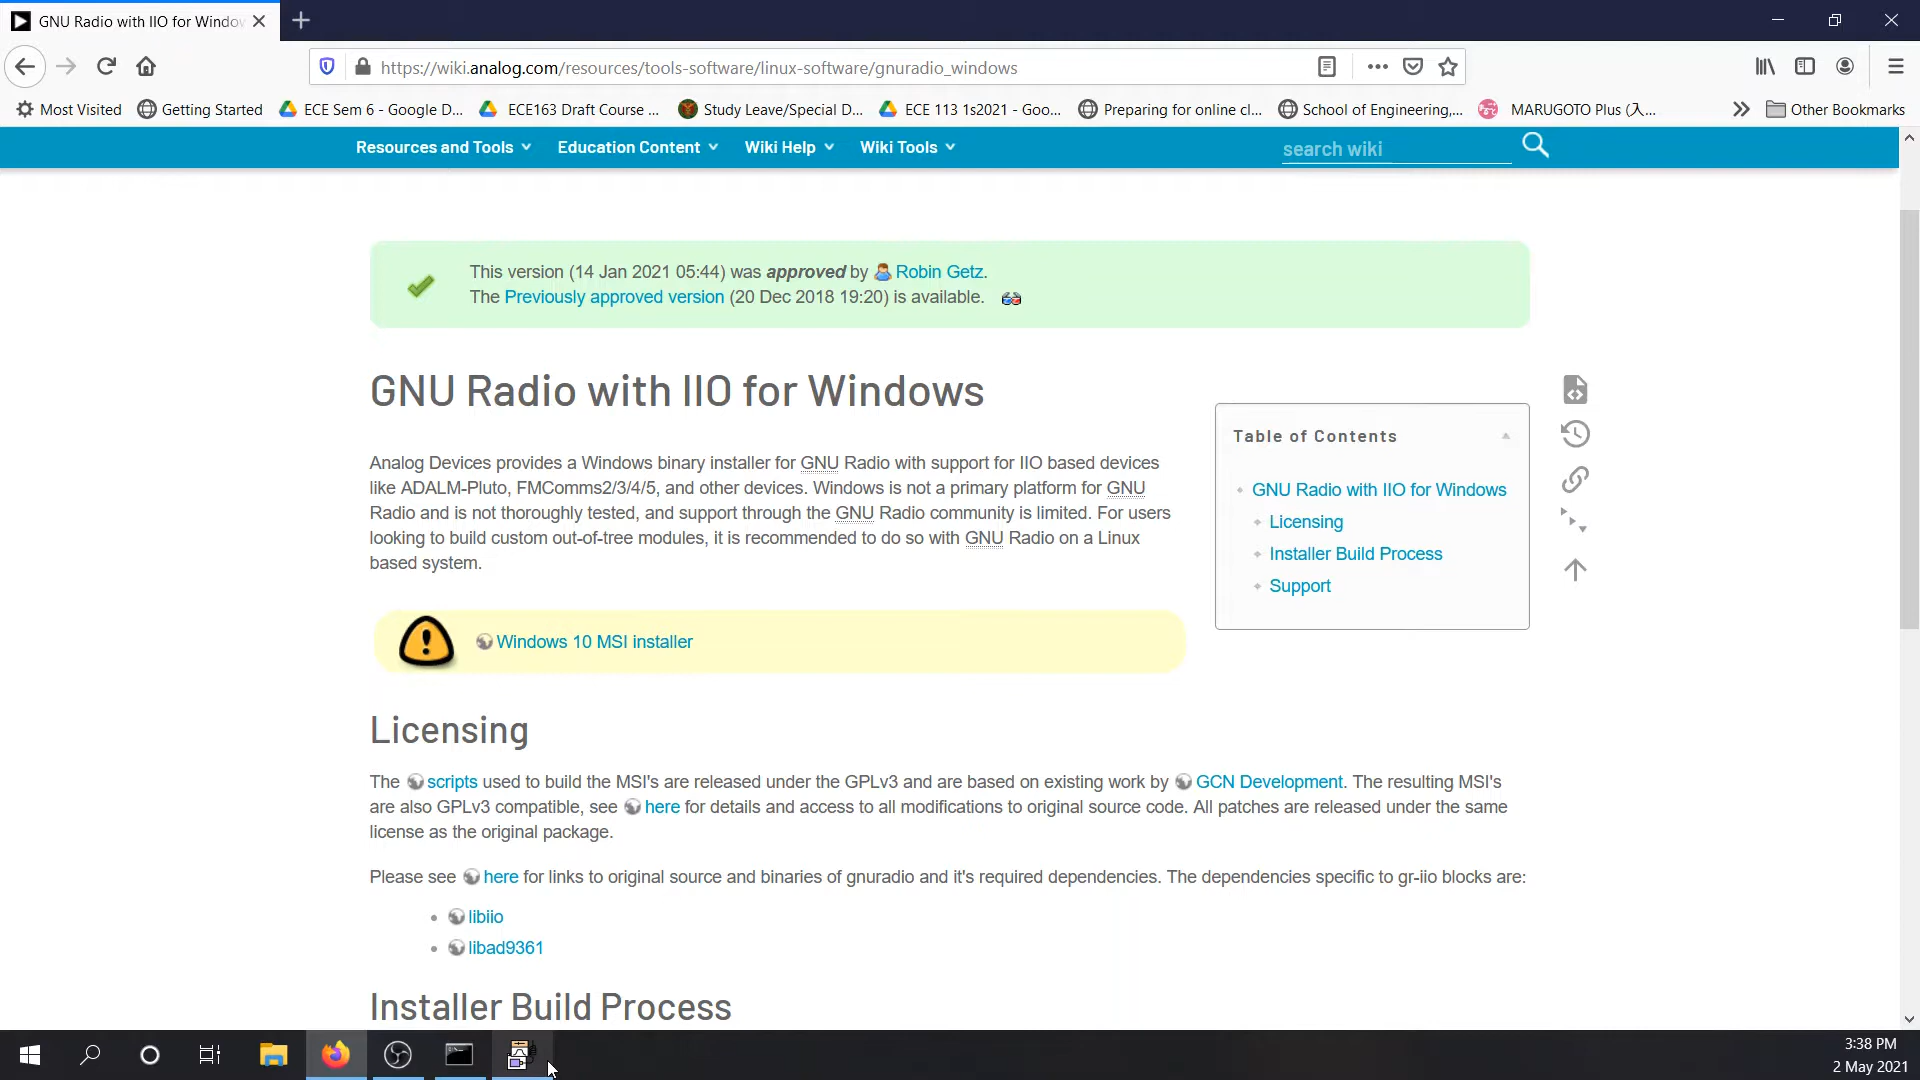 GNU Radio with IIO for Windo
https://wiki.analog.com/resources/tools-software/linux-software/gnuradio_windows
Most Visited
Getting Started
ECE Sem 6 - Google D...
ECE163 Draft Course ...
Study Leave/Special D...
ECE 113 1s2021 - Goo...
Preparing for online cl...
School of Engineering,...
MARUGOTO Plus (入...
Other Bookmarks
Resources and Tools
Education Content
Wiki Help
Wiki Tools
search wiki
This version (14 Jan 2021 05:44) was approved by Robin Getz.
The Previously approved version (20 Dec 2018 19:20) is available.
GNU Radio with IIO for Windows
Analog Devices provides a Windows binary installer for GNU Radio with support for IIO based devices
like ADALM-Pluto, FMComms2/3/4/5, and other devices. Windows is not a primary platform for GNU
Radio and is not thoroughly tested, and support through the GNU Radio community is limited. For users
looking to build custom out-of-tree modules, it is recommended to do so with GNU Radio on a Linux
based system.
Table of Contents
GNU Radio with IIO for Windows
Licensing
Installer Build Process
Support
Windows 10 MSI installer
Licensing
The scripts used to build the MSI's are released under the GPLv3 and are based on existing work by GCN Development. The resulting MSI's
are also GPLv3 compatible, see here for details and access to all modifications to original source code. All patches are released under the same
license as the original package.
Please see here for links to original source and binaries of gnuradio and it's required dependencies. The dependencies specific to gr-iio blocks are:
libiio
libad9361
Installer Build Process
3:38 PM
2 May 2021